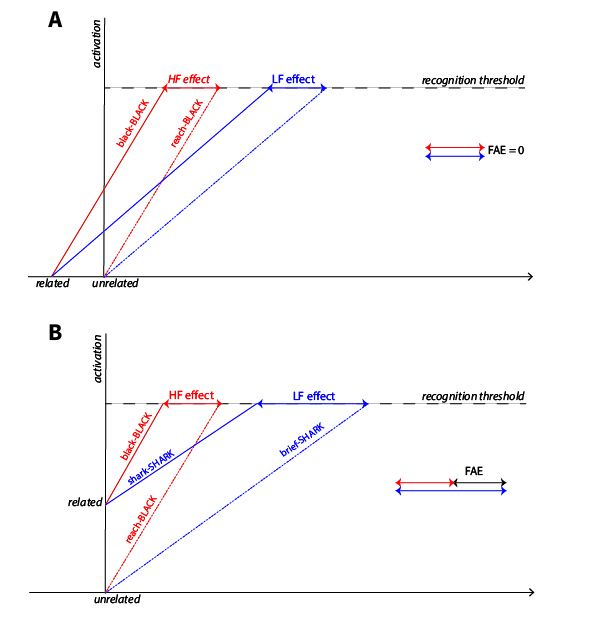 A
activation
HF effect
LF effect
recognition threshold
black-BLACK
reach-BLACK
FAE = 0
related
unrelated
B
activation
HF effect
LF effect
recognition threshold
black-BLACK
shark-SHARK
brief-SHARK
FAE
related
reach-BLACK
unrelated